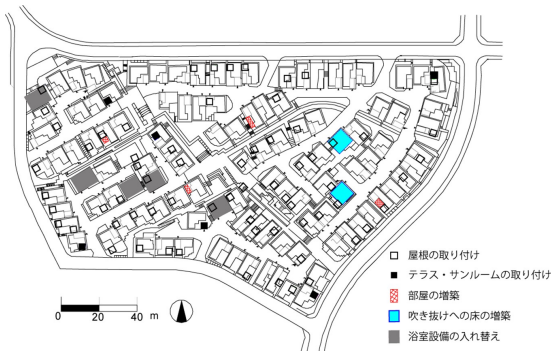 屋根の取り付け
テラス・サンルームの取り付け
部屋の増築
吹き抜けへの床の増築
浴室設備の入れ替え
0 20 40 m